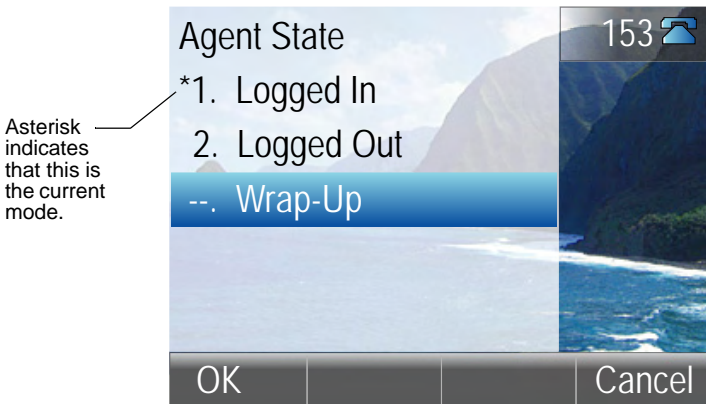 Agent State
153
*1. Logged In
2. Logged Out
--. Wrap-Up
OK
Cancel
Asterisk
indicates
that this is
the current
mode.